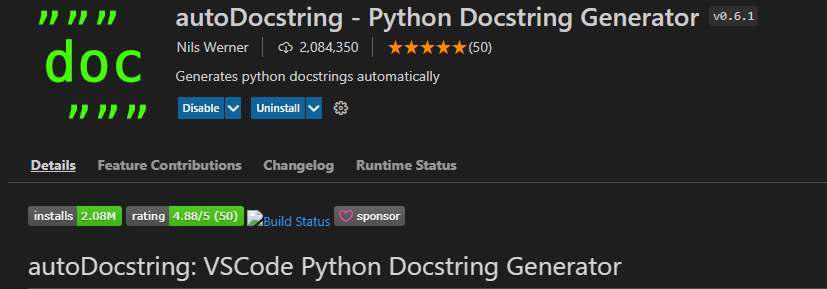 ””” autoDocstring - Python Docstring Generator v0.6.1
doc Nils Werner 2,084,350 ★★★★★(50)
Generates python docstrings automatically
””” Disable Uninstall
Details Feature Contributions Changelog Runtime Status
installs 2.08M rating 4.88/5 (50) Build Status sponsor
autoDocstring: VSCode Python Docstring Generator